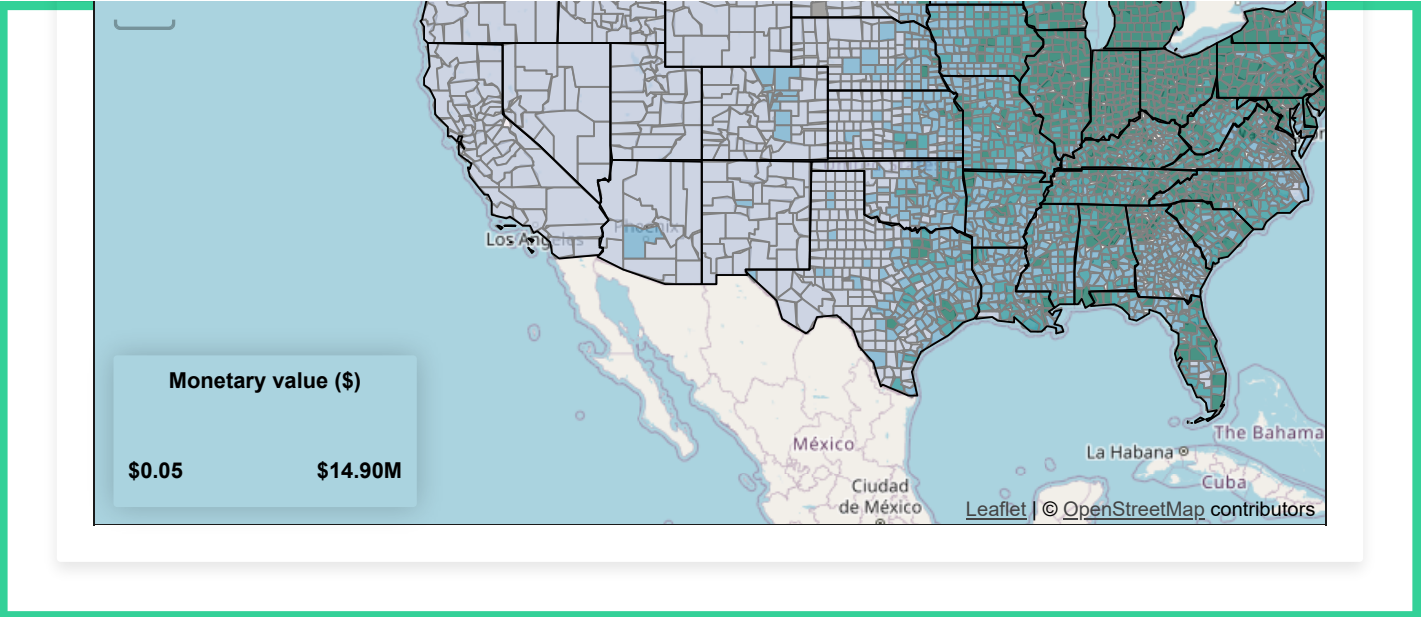 Phoenix
Los Angeles
Monetary value ($)
$0.05
$14.90M
México
Ciudad
de México
La Habana
The Bahama
Cuba
Leaflet | © OpenStreetMap contributors